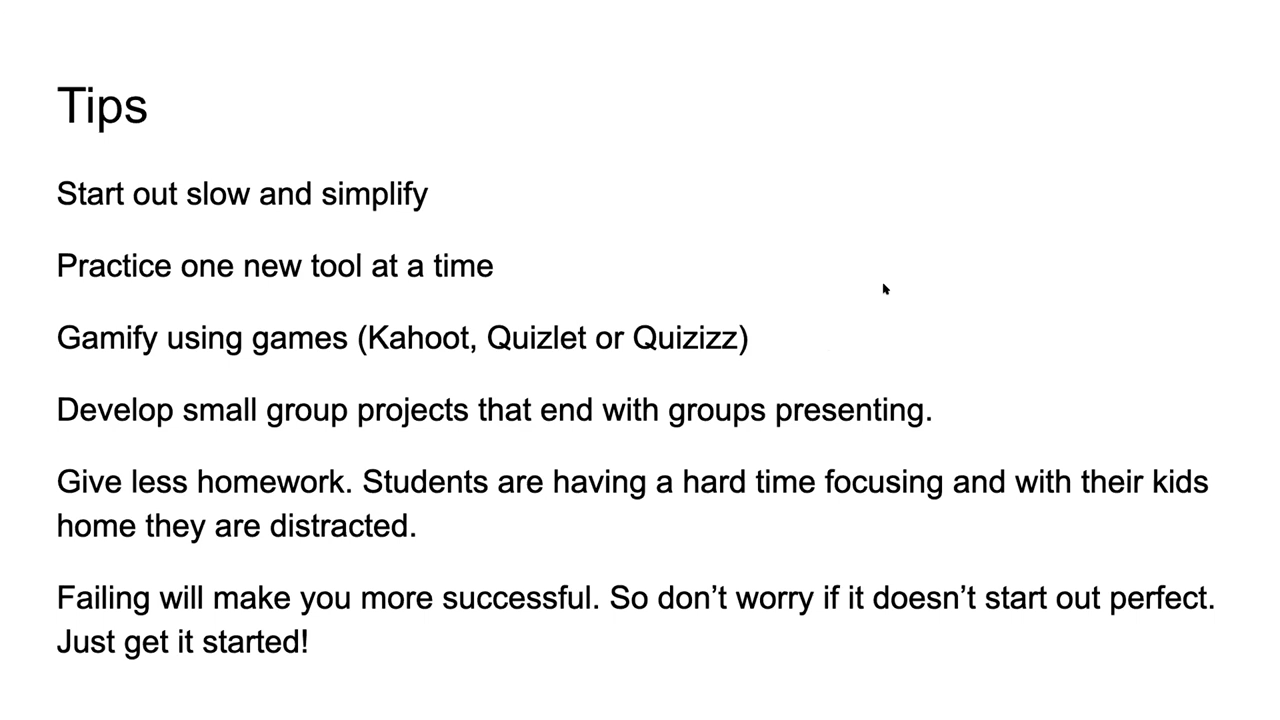 Tips
Start out slow and simplify
Practice one new tool at a time
Gamify using games (Kahoot, Quizlet or Quizizz)
Develop small group projects that end with groups presenting.
Give less homework. Students are having a hard time focusing and with their kids
home they are distracted.
Failing will make you more successful. So don’t worry if it doesn’t start out perfect.
Just get it started!